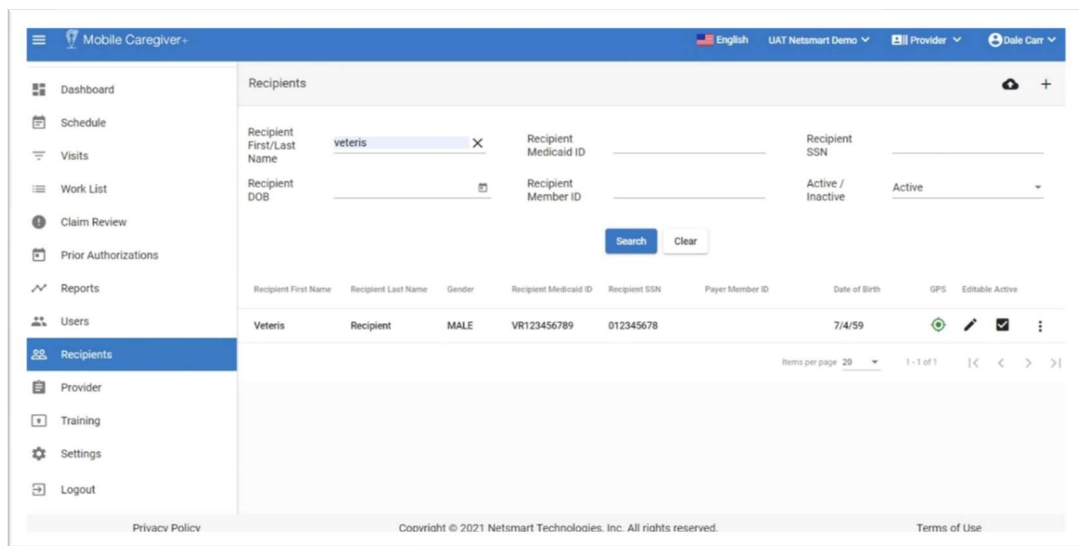 Mobile Caregiver+
English UAT Netsmart Demo Provider Dale Carr
Dashboard
Schedule
Visits
Work List
Claim Review
Prior Authorizations
Reports
Users
Recipients
Provider
Training
Settings
Logout
Recipients
Recipient First/Last Name veteris
Recipient Medicaid ID
Recipient SSN
Recipient DOB
Recipient Member ID
Active / Inactive Active
Search Clear
Recipient First Name Recipient Last Name Gender Recipient Medicaid ID Recipient SSN Payer Member ID Date of Birth GPS Editable Active
Veteris Recipient MALE VR123456789 012345678 7/4/59
Items per page 20 1 - 1 of 1
Privacy Policy Copyright © 2021 Netsmart Technologies, Inc. All rights reserved. Terms of Use